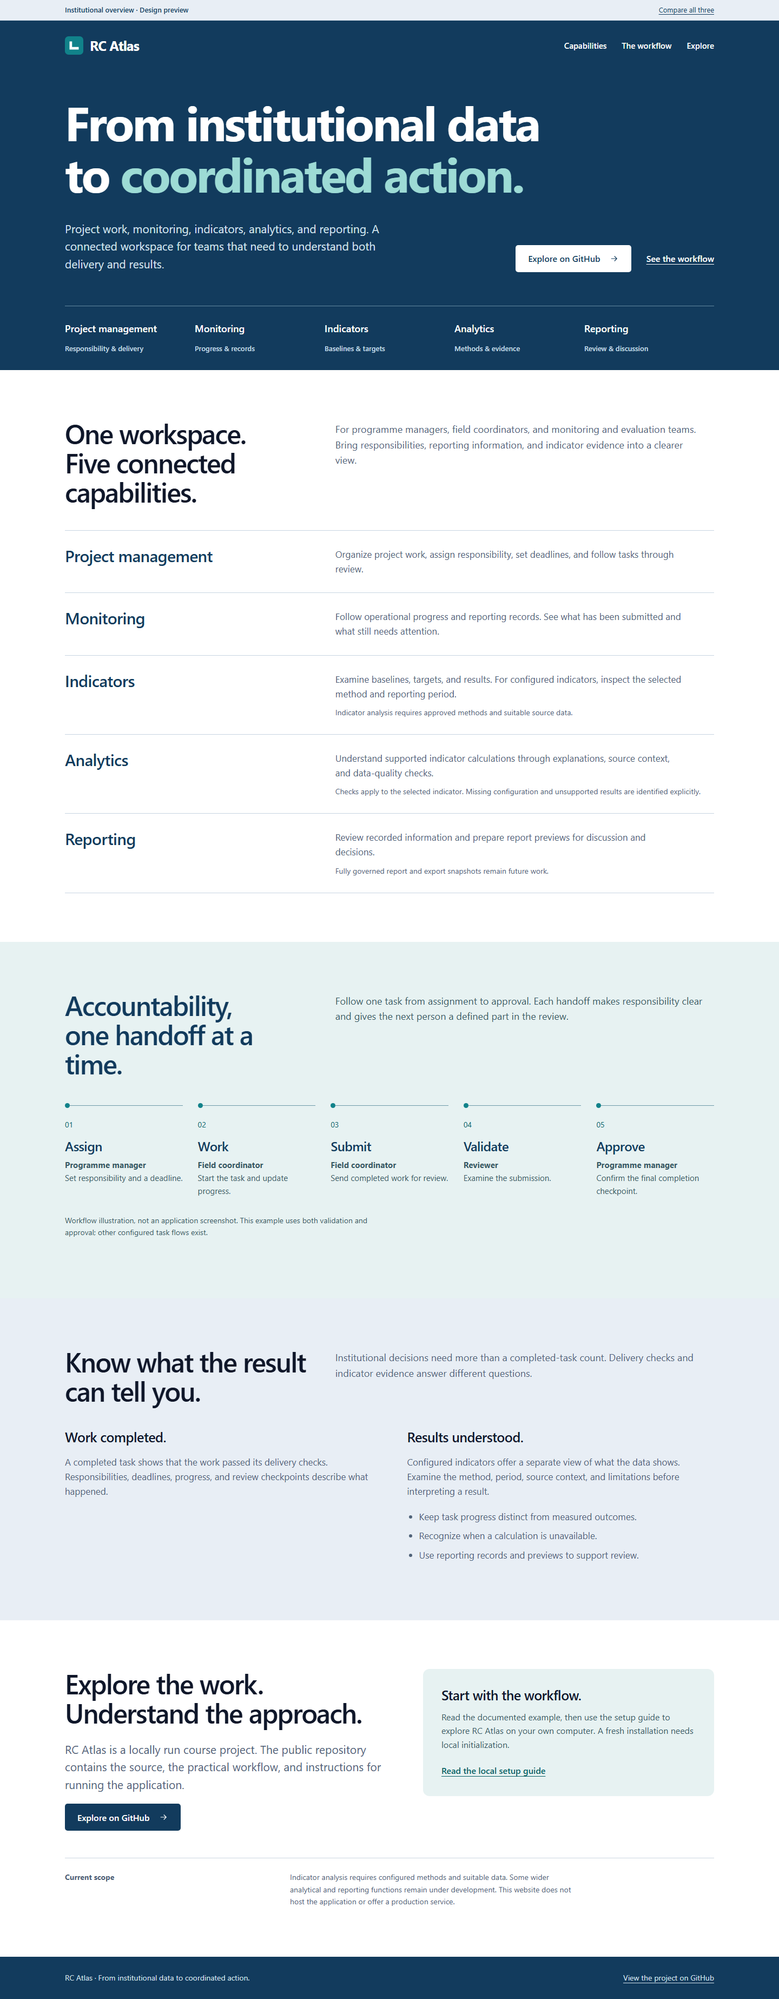 Institutional overview · Design preview
Compare all three
RC Atlas
Capabilities
The workflow
Explore
From institutional data
to coordinated action.
Project work, monitoring, indicators, analytics, and reporting. A
connected workspace for teams that need to understand both
delivery and results.
Explore on GitHub →
See the workflow
Project management
Responsibility & delivery
Monitoring
Progress & records
Indicators
Baselines & targets
Analytics
Methods & evidence
Reporting
Review & discussion
One workspace.
Five connected
capabilities.
For programme managers, field coordinators, and monitoring and evaluation teams.
Bring responsibilities, reporting information, and indicator evidence into a clearer
view.
Project management
Organize project work, assign responsibility, set deadlines, and follow tasks through
review.
Monitoring
Follow operational progress and reporting records. See what has been submitted and
what still needs attention.
Indicators
Examine baselines, targets, and results. For configured indicators, inspect the selected
method and reporting period.
Indicator analysis requires approved methods and suitable source data.
Analytics
Understand supported indicator calculations through explanations, source context,
and data-quality checks.
Checks apply to the selected indicator. Missing configuration and unsupported results are identified explicitly.
Reporting
Review recorded information and prepare report previews for discussion and
decisions.
Fully governed report and export snapshots remain future work.
Accountability,
one handoff at a
time.
Follow one task from assignment to approval. Each handoff makes responsibility clear
and gives the next person a defined part in the review.
01
Assign
Programme manager
Set responsibility and a deadline.
02
Work
Field coordinator
Start the task and update
progress.
03
Submit
Field coordinator
Send completed work for review.
04
Validate
Reviewer
Examine the submission.
05
Approve
Programme manager
Confirm the final completion
checkpoint.
Workflow illustration, not an application screenshot. This example uses both validation and
approval; other configured task flows exist.
Know what the result
can tell you.
Institutional decisions need more than a completed-task count. Delivery checks and
indicator evidence answer different questions.
Work completed.
A completed task shows that the work passed its delivery checks.
Responsibilities, deadlines, progress, and review checkpoints describe what
happened.
Results understood.
Configured indicators offer a separate view of what the data shows.
Examine the method, period, source context, and limitations before
interpreting a result.
• Keep task progress distinct from measured outcomes.
• Recognize when a calculation is unavailable.
• Use reporting records and previews to support review.
Explore the work.
Understand the approach.
RC Atlas is a locally run course project. The public repository
contains the source, the practical workflow, and instructions for
running the application.
Explore on GitHub →
Start with the workflow.
Read the documented example, then use the setup guide to
explore RC Atlas on your own computer. A fresh installation needs
local initialization.
Read the local setup guide
Current scope
Indicator analysis requires configured methods and suitable data. Some wider
analytical and reporting functions remain under development. This website does not
host the application or offer a production service.
RC Atlas · From institutional data to coordinated action.
View the project on GitHub